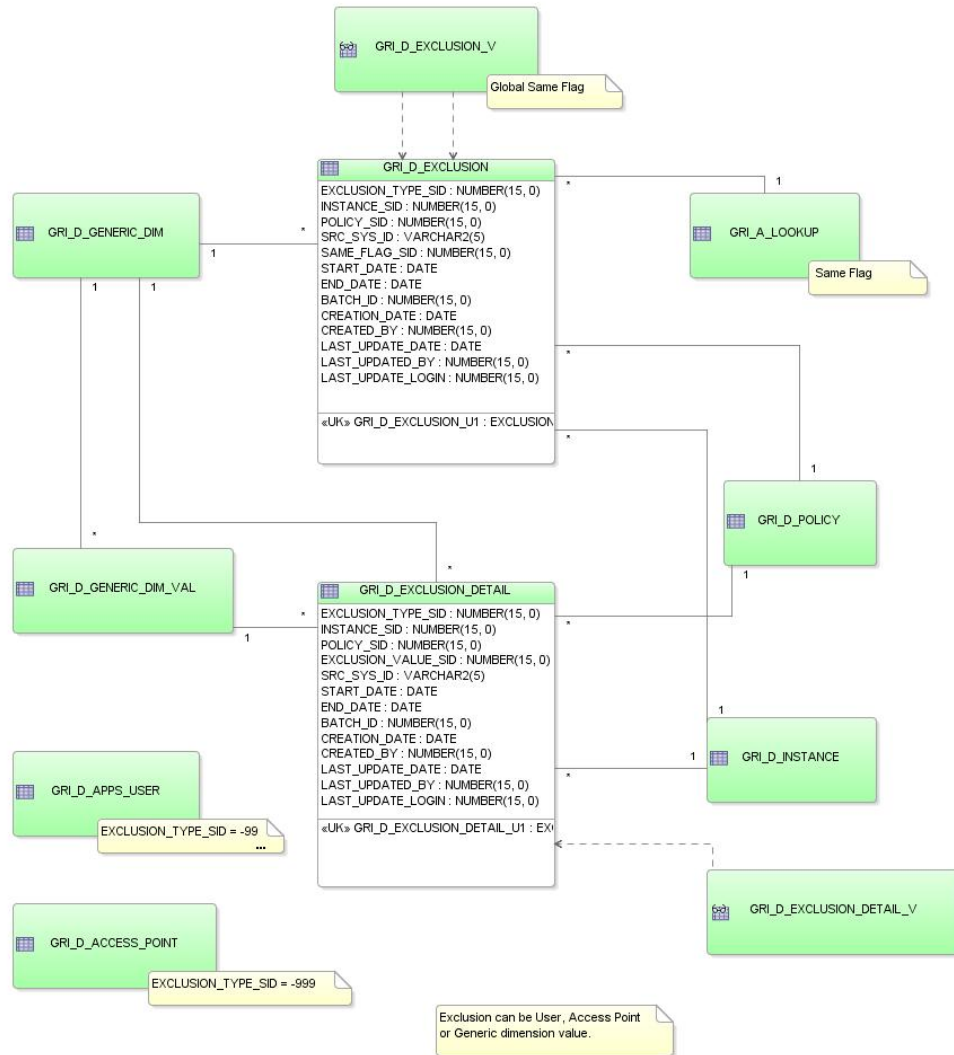 GRI_D_EXCLUSION_V
Global Same Flag
GRI_D_EXCLUSION
EXCLUSION_TYPE_SID : NUMBER(15, 0)
INSTANCE_SID : NUMBER(15, 0)
POLICY_SID : NUMBER(15, 0)
SRC_SYS_ID : VARCHAR2(5)
SAME_FLAG_SID : NUMBER(15, 0)
START_DATE : DATE
END_DATE : DATE
BATCH_ID : NUMBER(15, 0)
CREATION_DATE : DATE
CREATED_BY : NUMBER(15, 0)
LAST_UPDATE_DATE : DATE
LAST_UPDATED_BY : NUMBER(15, 0)
LAST_UPDATE_LOGIN : NUMBER(15, 0)
«UK» GRI_D_EXCLUSION_U1 : EXCLUSION
*
1
GRI_A_LOOKUP
Same Flag
GRI_D_GENERIC_DIM
1
*
1
1
*
1
*
1
GRI_D_POLICY
1
*
*
GRI_D_GENERIC_DIM_VAL
1
*
GRI_D_EXCLUSION_DETAIL
EXCLUSION_TYPE_SID : NUMBER(15, 0)
INSTANCE_SID : NUMBER(15, 0)
POLICY_SID : NUMBER(15, 0)
EXCLUSION_VALUE_SID : NUMBER(15, 0)
SRC_SYS_ID : VARCHAR2(5)
START_DATE : DATE
END_DATE : DATE
BATCH_ID : NUMBER(15, 0)
CREATION_DATE : DATE
CREATED_BY : NUMBER(15, 0)
LAST_UPDATE_DATE : DATE
LAST_UPDATED_BY : NUMBER(15, 0)
LAST_UPDATE_LOGIN : NUMBER(15, 0)
«UK» GRI_D_EXCLUSION_DETAIL_U1 : EX
*
*
1
GRI_D_INSTANCE
GRI_D_APPS_USER
EXCLUSION_TYPE_SID = -99
...
GRI_D_EXCLUSION_DETAIL_V
GRI_D_ACCESS_POINT
EXCLUSION_TYPE_SID = -999
Exclusion can be User, Access Point
or Generic dimension value.